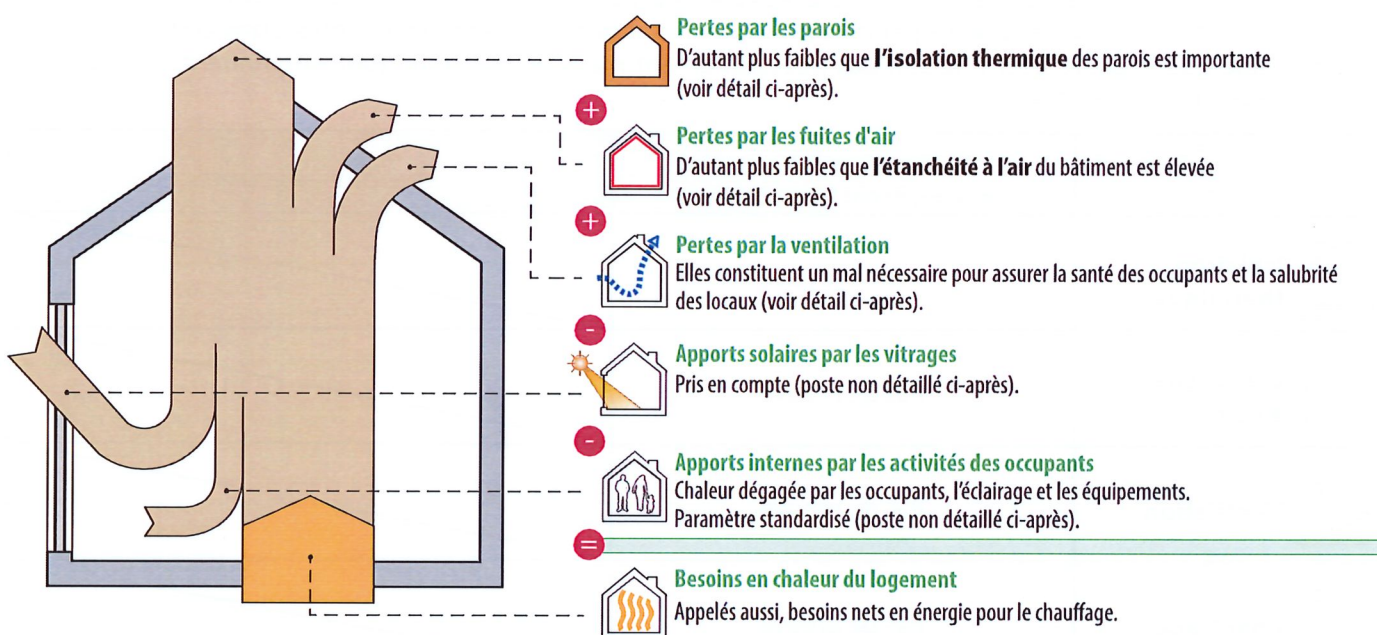 Pertes par les parois
D'autant plus faibles que l'isolation thermique des parois est importante
(voir détail ci-après).
+
Pertes par les fuites d'air
D'autant plus faibles que l'étanchéité à l'air du bâtiment est élevée
(voir détail ci-après).
+
Pertes par la ventilation
Elles constituent un mal nécessaire pour assurer la santé des occupants et la salubrité
des locaux (voir détail ci-après).
-
Apports solaires par les vitrages
Pris en compte (poste non détaillé ci-après).
-
Apports internes par les activités des occupants
Chaleur dégagée par les occupants, l'éclairage et les équipements.
Paramètre standardisé (poste non détaillé ci-après).
=
Besoins en chaleur du logement
Appelés aussi, besoins nets en énergie pour le chauffage.